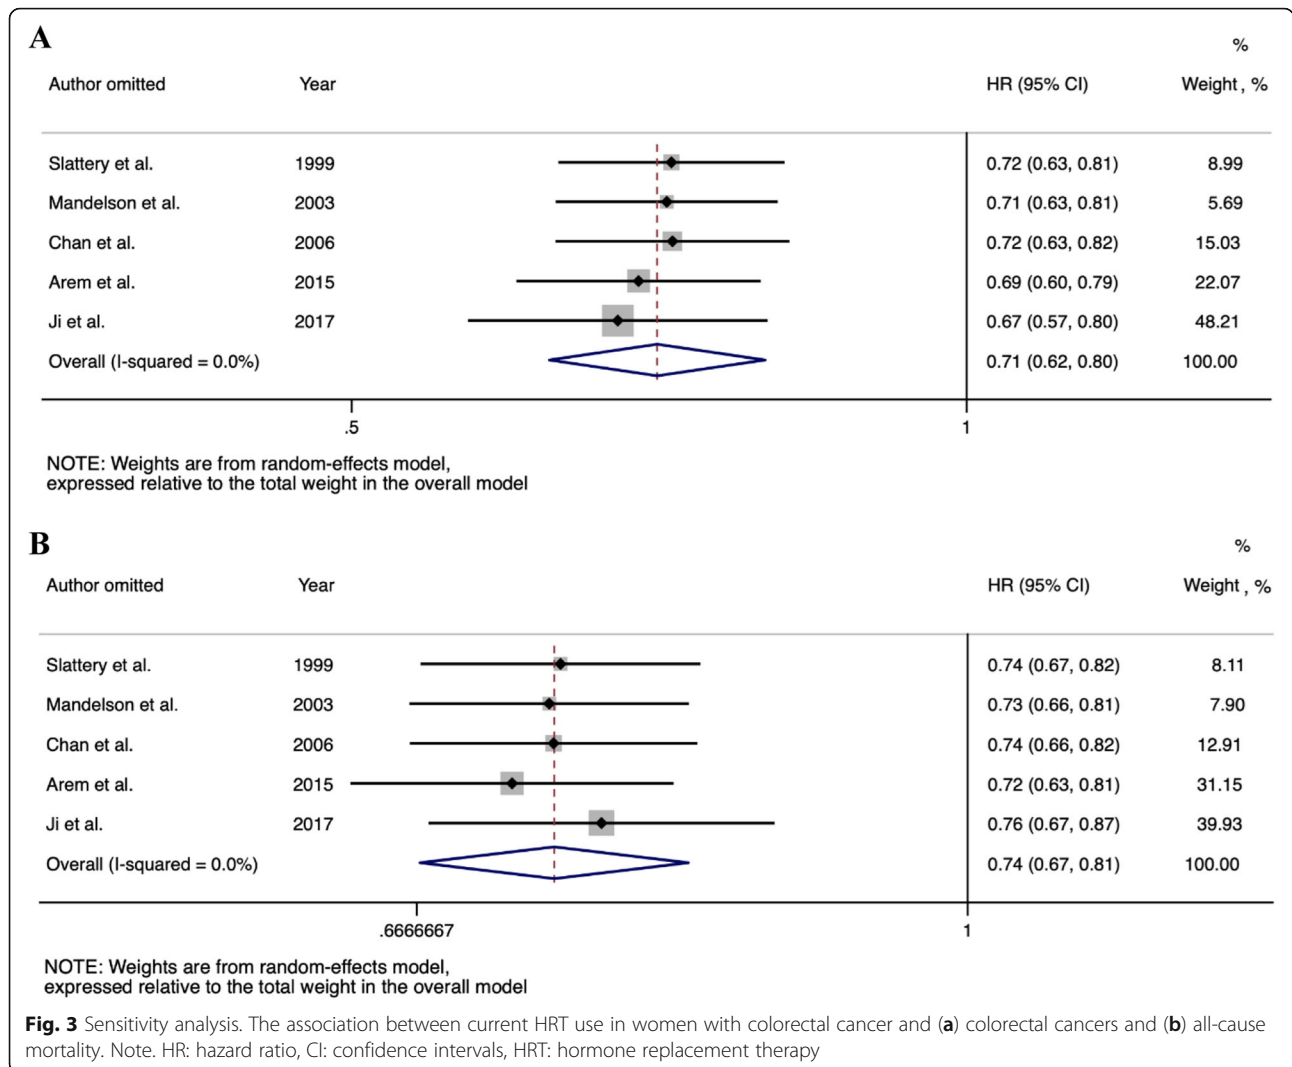 A
%
Author omitted Year HR (95% CI) Weight , %
Slattery et al. 1999 0.72 (0.63, 0.81) 8.99
Mandelson et al. 2003 0.71 (0.63, 0.81) 5.69
Chan et al. 2006 0.72 (0.63, 0.82) 15.03
Arem et al. 2015 0.69 (0.60, 0.79) 22.07
Ji et al. 2017 0.67 (0.57, 0.80) 48.21
Overall (I-squared = 0.0%) 0.71 (0.62, 0.80) 100.00
.5 1
NOTE: Weights are from random-effects model,
expressed relative to the total weight in the overall model
B
%
Author omitted Year HR (95% CI) Weight , %
Slattery et al. 1999 0.74 (0.67, 0.82) 8.11
Mandelson et al. 2003 0.73 (0.66, 0.81) 7.90
Chan et al. 2006 0.74 (0.66, 0.82) 12.91
Arem et al. 2015 0.72 (0.63, 0.81) 31.15
Ji et al. 2017 0.76 (0.67, 0.87) 39.93
Overall (I-squared = 0.0%) 0.74 (0.67, 0.81) 100.00
.6666667 1
NOTE: Weights are from random-effects model,
expressed relative to the total weight in the overall model
Fig. 3 Sensitivity analysis. The association between current HRT use in women with colorectal cancer and (a) colorectal cancers and (b) all-cause
mortality. Note. HR: hazard ratio, CI: confidence intervals, HRT: hormone replacement therapy